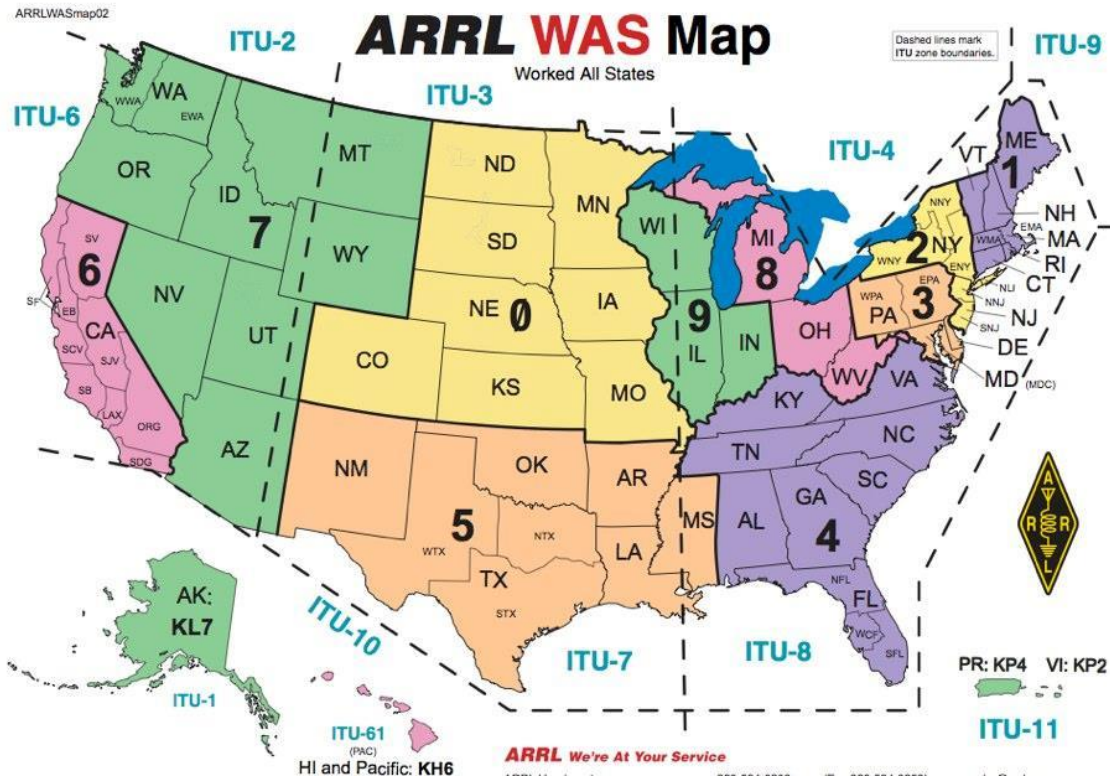 ARRLWASmap02
ARRL WAS Map
Worked All States
Dashed lines mark
ITU zone boundaries.
ITU-2
ITU-9
ITU-3
ITU-6
ITU-4
WA
WWA
EWA
OR
ID
7
MT
WY
NV
UT
AZ
6
SV
SF
EB
CA
SCV
SJV
SB
LAX
ORG
SDG
ND
SD
NE
0
CO
KS
MN
IA
MO
WI
9
IL
IN
MI
8
OH
WV
NNY
2
NY
WNY
ENY
NLI
NNJ
NJ
SNJ
EPA
WPA
PA
3
DE
MD (MDC)
ME
1
VT
NH
EMA
MA
WMA
RI
CT
KY
VA
TN
NC
SC
AL
GA
4
NFL
FL
WCF
SFL
NM
OK
AR
5
WTX
NTX
TX
STX
LA
MS
A
R R
L
AK:
KL7
ITU-1
ITU-10
ITU-7
ITU-8
ITU-61
(PAC)
HI and Pacific: KH6
PR: KP4 VI: KP2
ITU-11
ARRL We're At Your Service